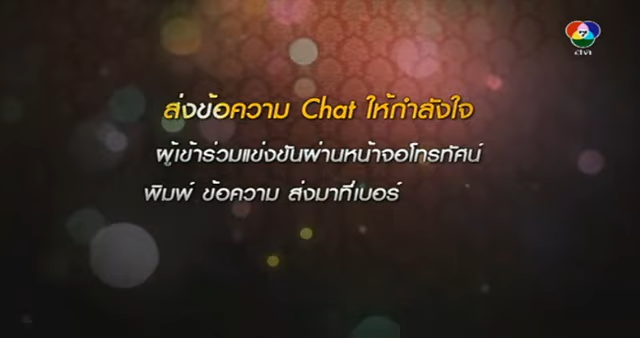 ส่งข้อความ Chat ให้กำลังใจ
ผู้เข้าร่วมแข่งขันผ่านหน้าจอโทรทัศน์
พิมพ์ ข้อความ ส่งมาที่เบอร์